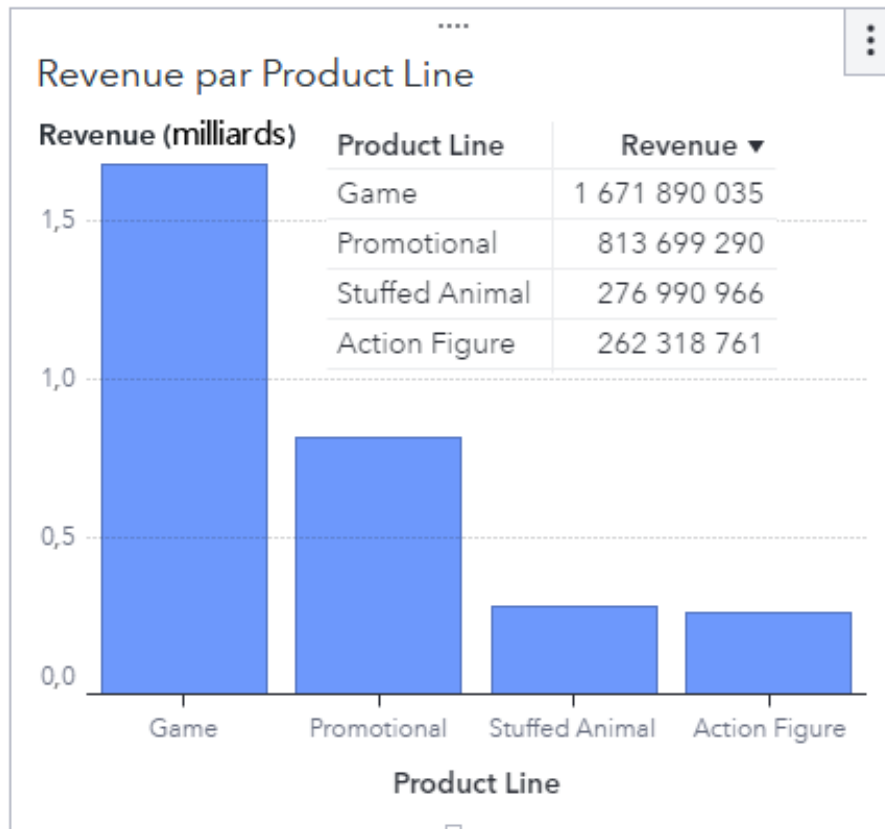 Revenue par Product Line
Revenue (milliards)
Product Line Revenue ▼
Game 1 671 890 035
Promotional 813 699 290
Stuffed Animal 276 990 966
Action Figure 262 318 761
1,5
1,0
0,5
0,0
Game Promotional Stuffed Animal Action Figure
Product Line